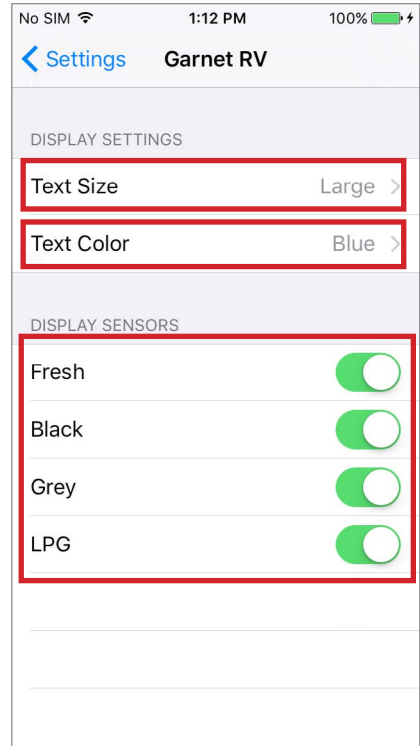 No SIM 1:12 PM 100%
Settings Garnet RV
DISPLAY SETTINGS
Text Size Large
Text Color Blue
DISPLAY SENSORS
Fresh
Black
Grey
LPG